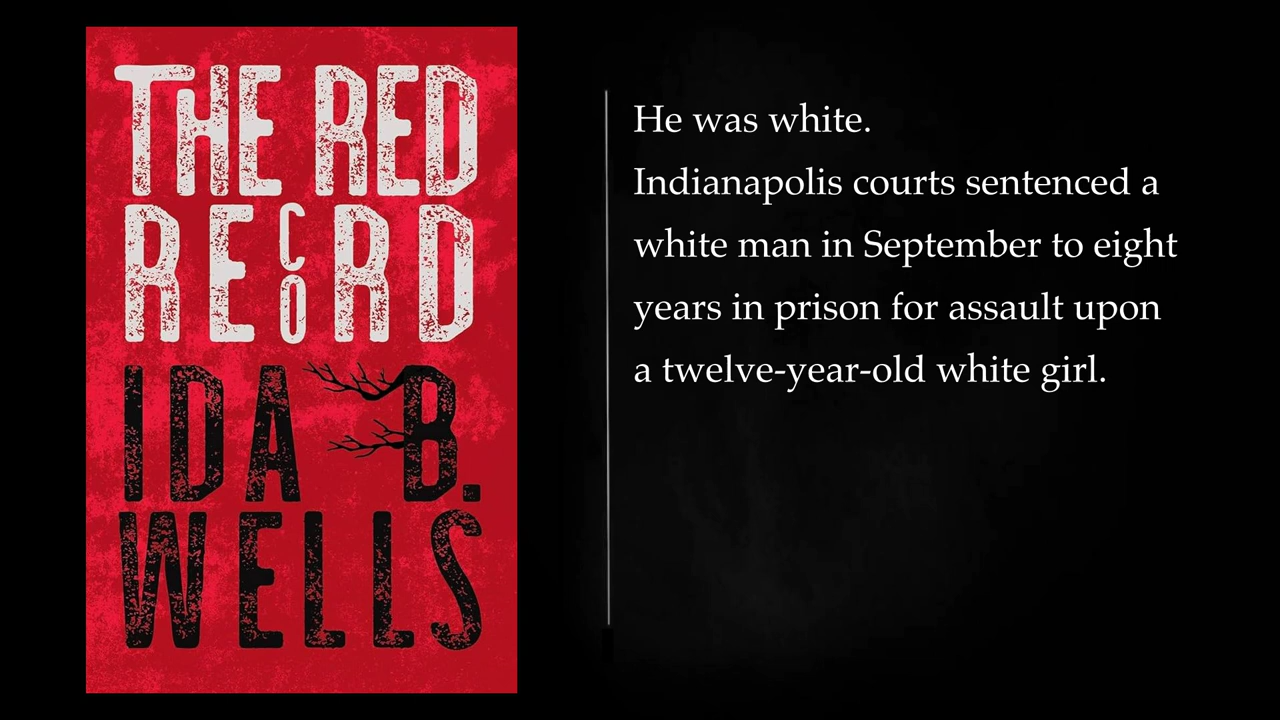 THE RED
RECORD
IDA B.
WELLS
He was white.
Indianapolis courts sentenced a
white man in September to eight
years in prison for assault upon
a twelve-year-old white girl.